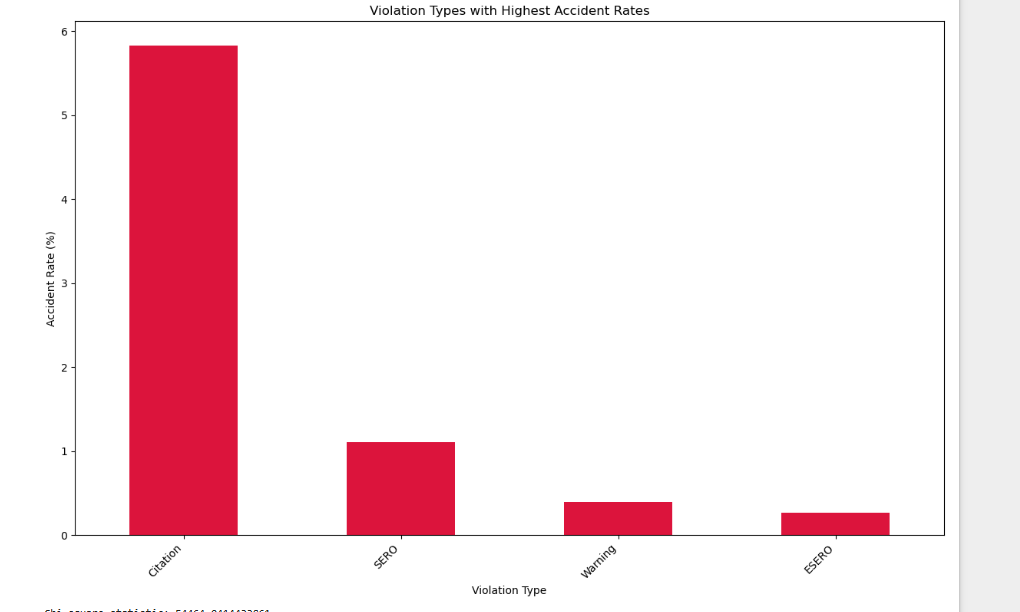 Violation Types with Highest Accident Rates
6
5
4
3
2
1
0
Accident Rate (%)
Citation
SERO
Warning
ESERO
Violation Type